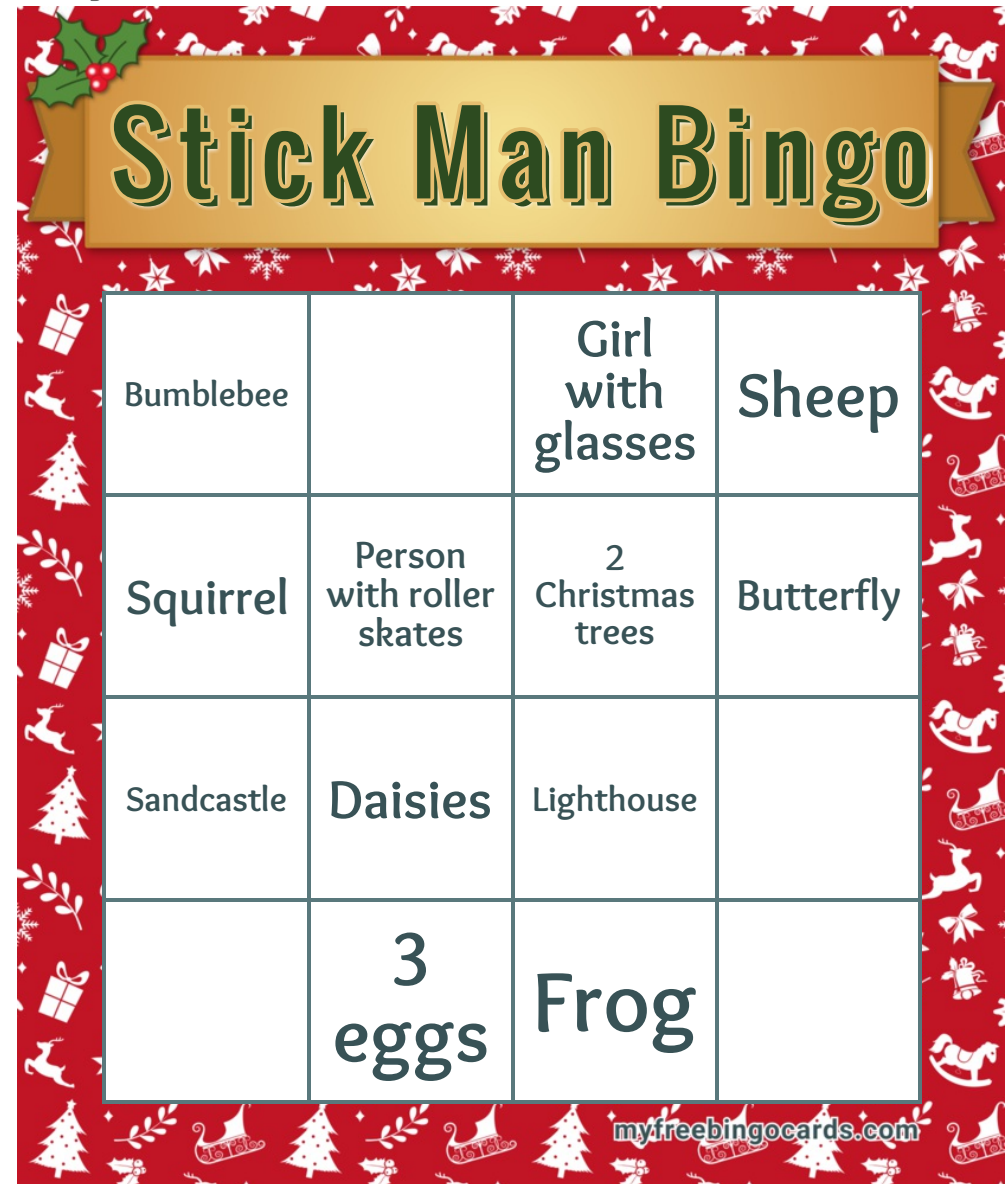 Stick Man Bingo
Bumblebee
Girl
with
glasses
Sheep
Squirrel
Person
with roller
skates
2
Christmas
trees
Butterfly
Sandcastle
Daisies
Lighthouse
3
eggs
Frog
myfreebingocards.com